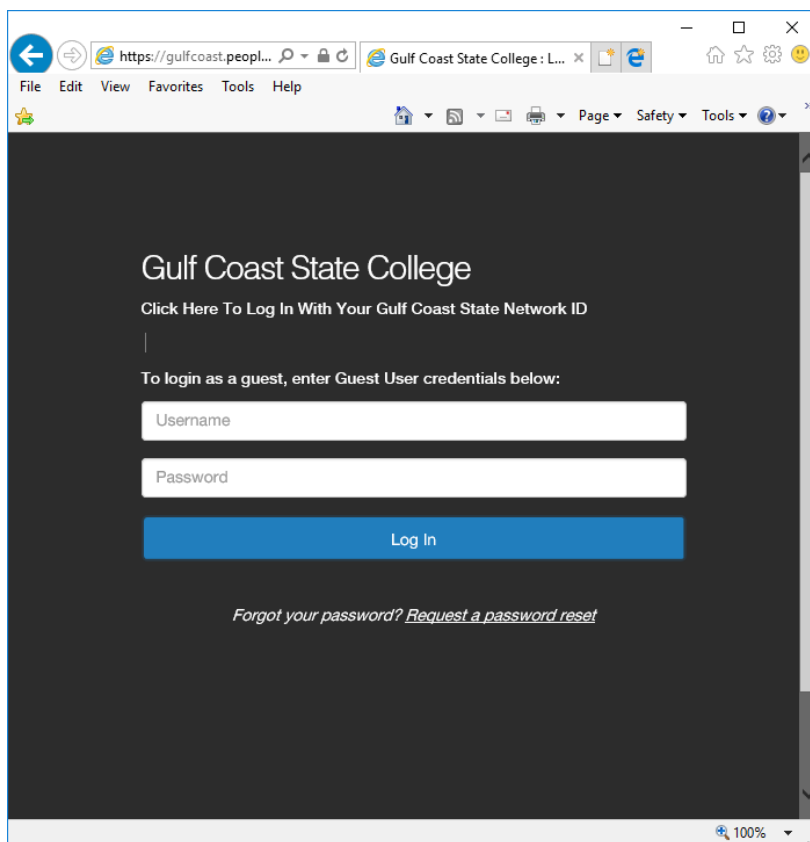 https://gulfcoast.peopl...
Gulf Coast State College : L...
File Edit View Favorites Tools Help
Page Safety Tools
Gulf Coast State College
Click Here To Log In With Your Gulf Coast State Network ID
To login as a guest, enter Guest User credentials below:
Username
Password
Log In
Forgot your password? Request a password reset
100%